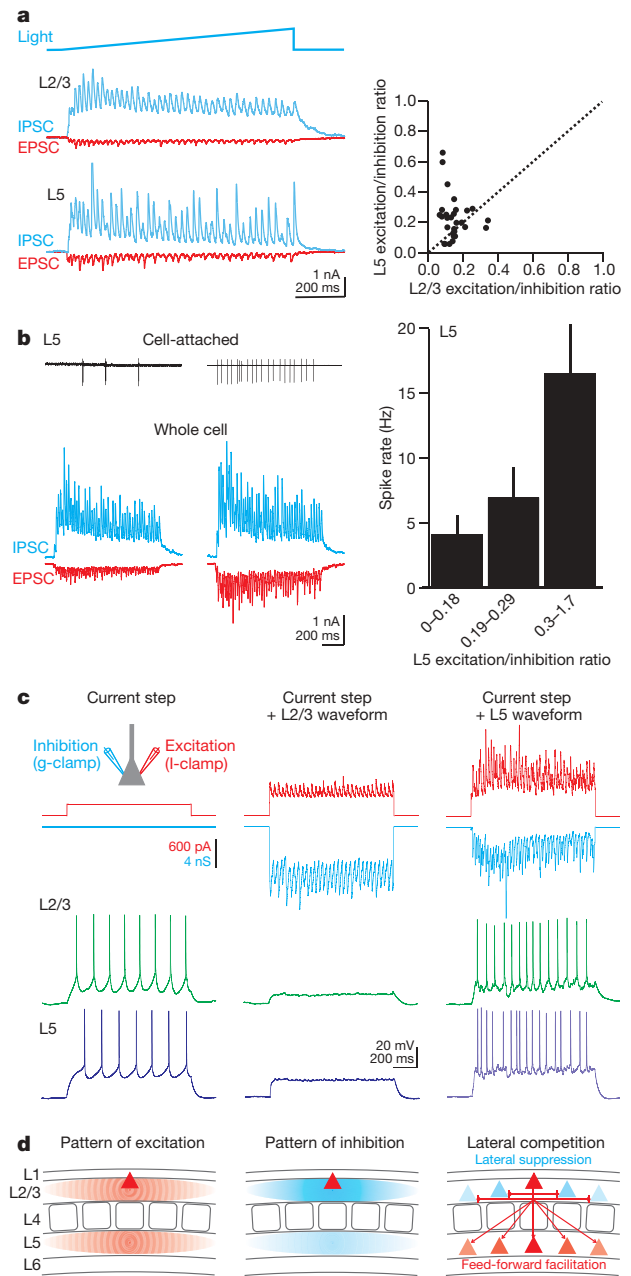 a
Light
L2/3
IPSC
EPSC
L5
IPSC
EPSC
1 nA
200 ms
L5 excitation/inhibition ratio
1.0
0.8
0.6
0.4
0.2
0.0
0.0 0.2 0.4 0.6 0.8 1.0
L2/3 excitation/inhibition ratio
b
L5 Cell-attached
Whole cell
IPSC
EPSC
1 nA
200 ms
L5
Spike rate (Hz)
20
15
10
5
0
0–0.18 0.19–0.29 0.3–1.7
L5 excitation/inhibition ratio
c
Current step
Inhibition
(g-clamp)
Excitation
(I-clamp)
600 pA
4 nS
Current step
+ L2/3 waveform
Current step
+ L5 waveform
L2/3
L5
20 mV
200 ms
d
Pattern of excitation
Pattern of inhibition
Lateral competition
Lateral suppression
L1
L2/3
L4
L5
L6
Feed-forward facilitation